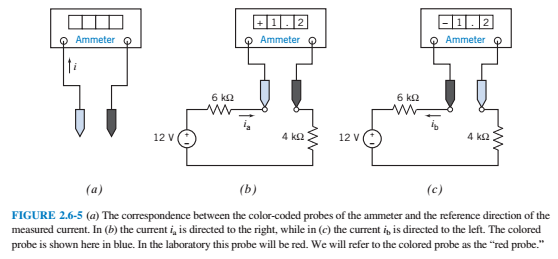 Ammeter
i
(a)
+ 1 . 2
Ammeter
6 kΩ
ia
12 V
+
−
4 kΩ
(b)
− 1 . 2
Ammeter
6 kΩ
ib
12 V
+
−
4 kΩ
(c)
FIGURE 2.6-5 (a) The correspondence between the color-coded probes of the ammeter and the reference direction of the
measured current. In (b) the current ia is directed to the right, while in (c) the current ib is directed to the left. The colored
probe is shown here in blue. In the laboratory this probe will be red. We will refer to the colored probe as the “red probe.”